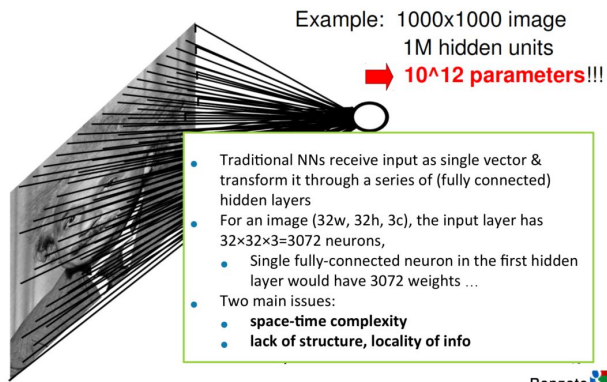 Example: 1000x1000 image
1M hidden units
10^12 parameters!!!
• Traditional NNs receive input as single vector &
transform it through a series of (fully connected)
hidden layers
• For an image (32w, 32h, 3c), the input layer has
32×32×3=3072 neurons,
• Single fully-connected neuron in the first hidden
layer would have 3072 weights …
• Two main issues:
• space-time complexity
• lack of structure, locality of info